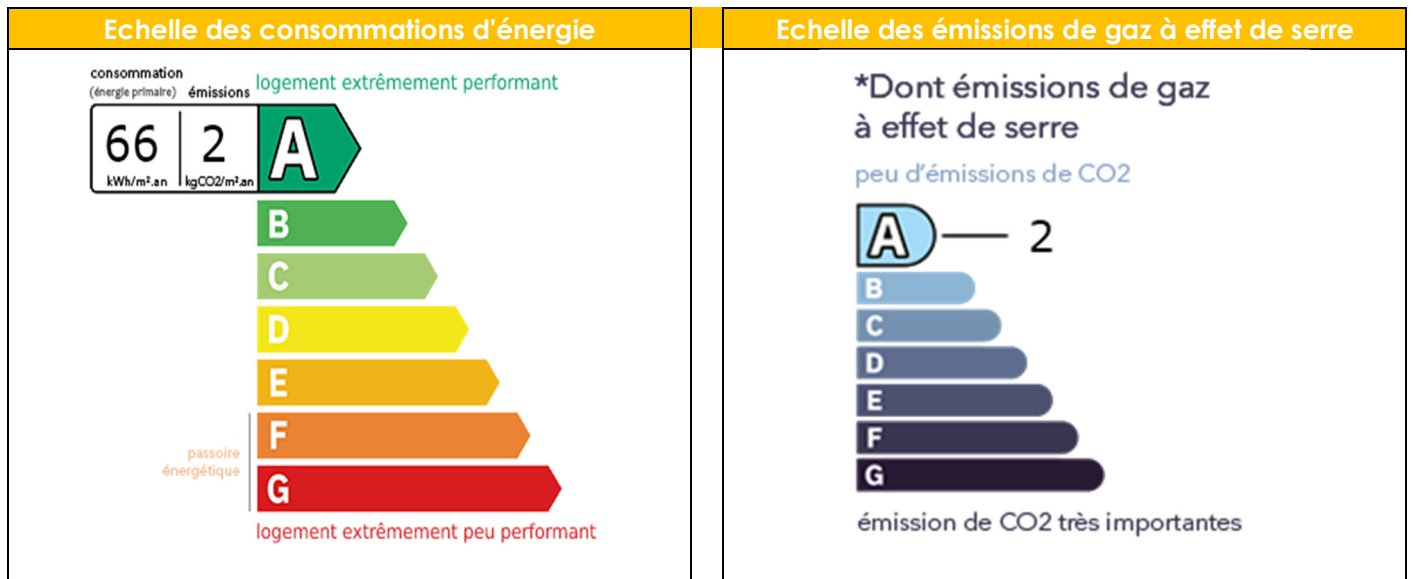 Echelle des consommations d'énergie
consommation
(énergie primaire)
émissions
logement extrêmement performant
66
2
A
kWh/m².an
kgCO2/m².an
B
C
D
E
F
G
passoire
énergétique
logement extrêmement peu performant
Echelle des émissions de gaz à effet de serre
*Dont émissions de gaz
à effet de serre
peu d'émissions de CO2
A
2
B
C
D
E
F
G
émission de CO2 très importantes